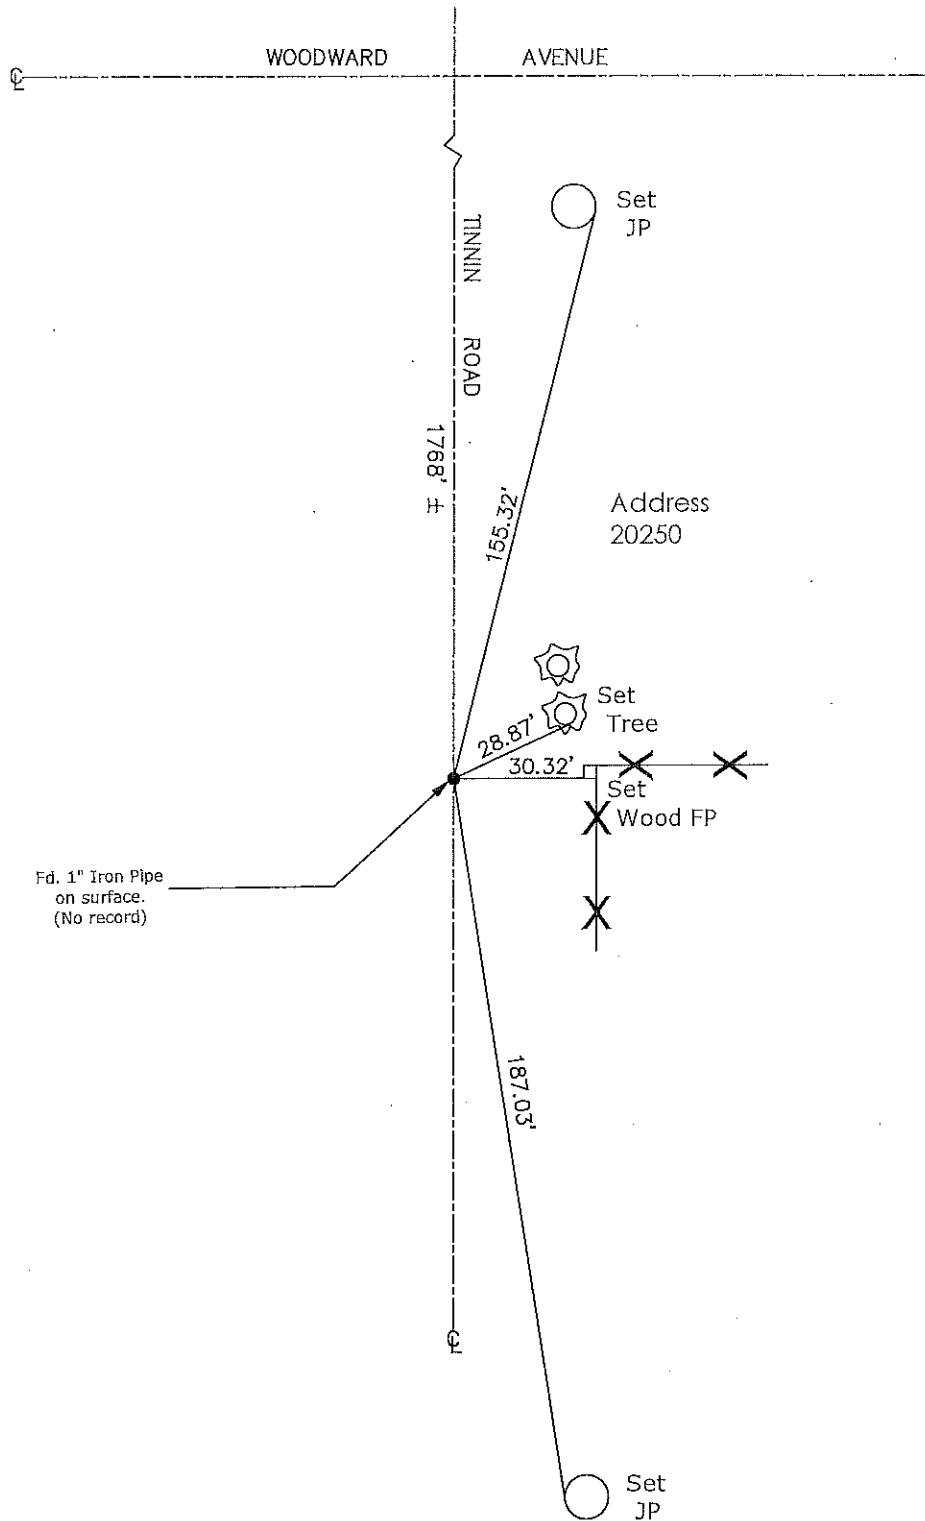 WOODWARD AVENUE
℄
Set
JP
TINNIN ROAD
1768' ±
155.32'
Address
20250
Set
Tree
28.87'
30.32'
Set
Wood FP
Fd. 1" Iron Pipe
on surface.
(No record)
187.03'
℄
Set
JP